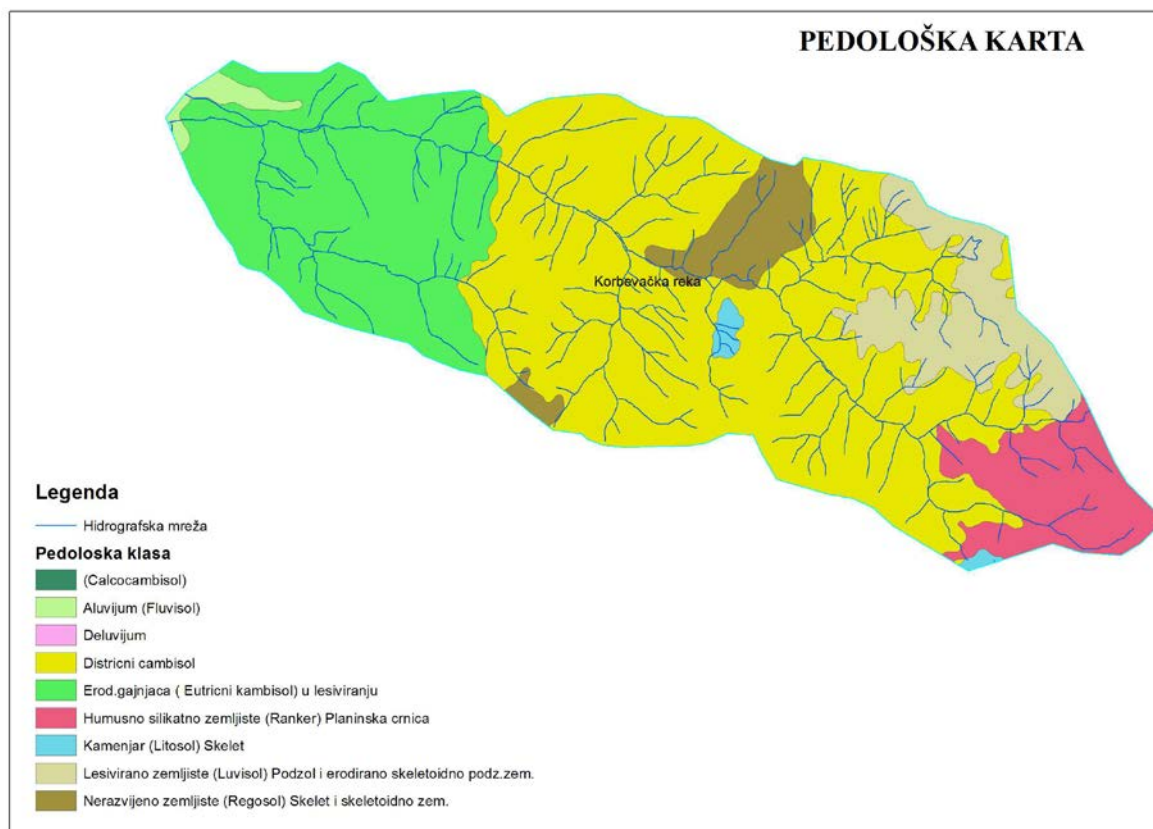 PEDOLOŠKA KARTA
Korbevačka reka
Legenda
Hidrografska mreža
Pedoloska klasa
(Calcocambisol)
Aluvijum (Fluvisol)
Deluvijum
Districni cambisol
Erod.gajnjaca ( Eutricni kambisol) u lesiviranju
Humusno silikatno zemljiste (Ranker) Planinska crnica
Kamenjar (Litosol) Skelet
Lesivirano zemljiste (Luvisol) Podzol i erodirano skeletoidno podz.zem.
Nerazvijeno zemljiste (Regosol) Skelet i skeletoidno zem.